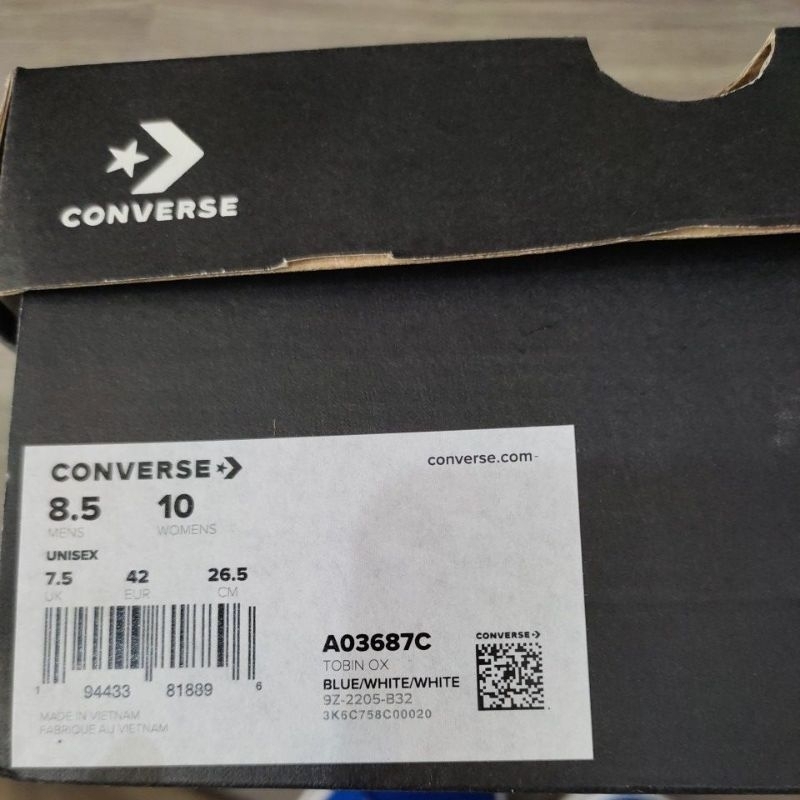 CONVERSE
CONVERSE
converse.com
8.5 10
MENS WOMENS
UNISEX
7.5 42 26.5
UK EUR CM
1 94433 81889 6
MADE IN VIETNAM
FABRIQUE AU VIETNAM
A03687C
TOBIN OX
BLUE/WHITE/WHITE
9Z-2205-B32
3K6C758C00020
CONVERSE